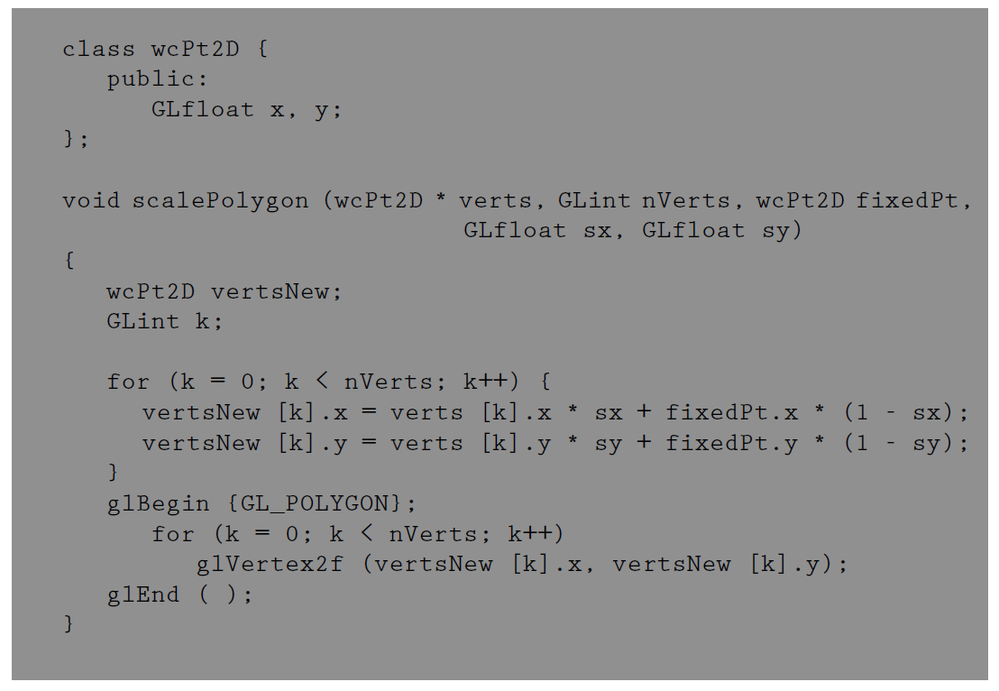 class wcPt2D {
public:
GLfloat x, y;
};
void scalePolygon (wcPt2D * verts, GLint nVerts, wcPt2D fixedPt,
GLfloat sx, GLfloat sy)
{
wcPt2D vertsNew;
GLint k;
for (k = 0; k < nVerts; k++) {
vertsNew [k].x = verts [k].x * sx + fixedPt.x * (1 - sx);
vertsNew [k].y = verts [k].y * sy + fixedPt.y * (1 - sy);
}
glBegin {GL_POLYGON};
for (k = 0; k < nVerts; k++)
glVertex2f (vertsNew [k].x, vertsNew [k].y);
glEnd ( );
}